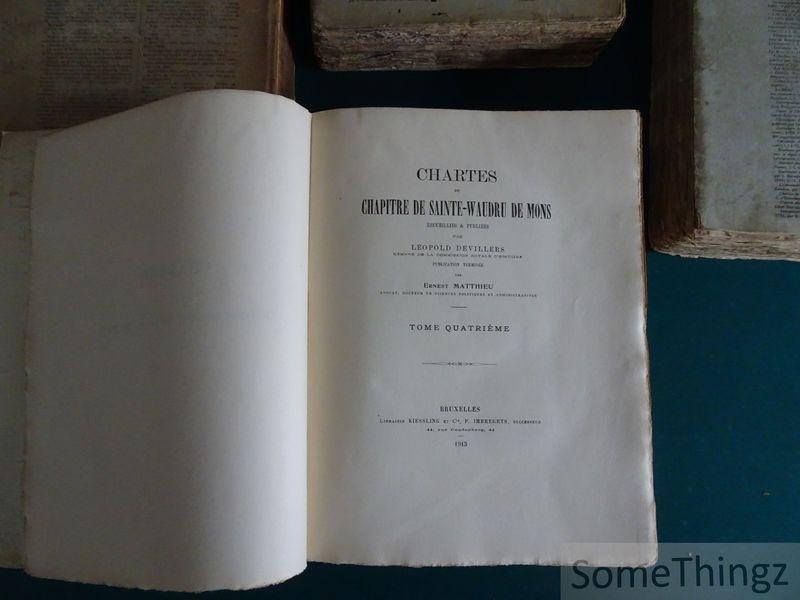 CHARTES
DU
CHAPITRE DE SAINTE-WAUDRU DE MONS
RECUEILLIES & PUBLIÉES
PAR
LÉOPOLD DEVILLERS
MEMBRE DE LA COMMISSION ROYALE D'HISTOIRE
PUBLICATION TERMINÉE
PAR
ERNEST MATTHIEU
AVOCAT, DOCTEUR EN SCIENCES POLITIQUES ET ADMINISTRATIVES
TOME QUATRIÈME
BRUXELLES
LIBRAIRIE KIESSLING ET Cie, P. IMBREGHTS, SUCCESSEUR
44, rue Coudenberg, 44
1913
SomeThingz